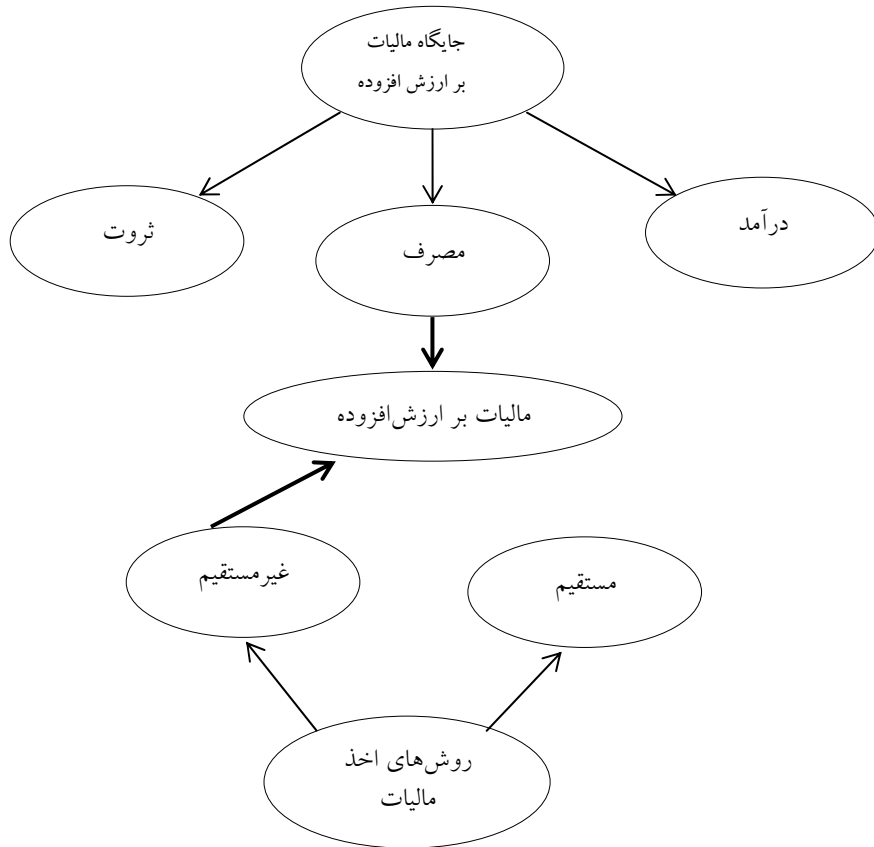 جایگاه مالیات
بر ارزش افزوده
درآمد
مصرف
ثروت
مالیات بر ارزش‌افزوده
مستقیم
غیرمستقیم
روش‌های اخذ
مالیات